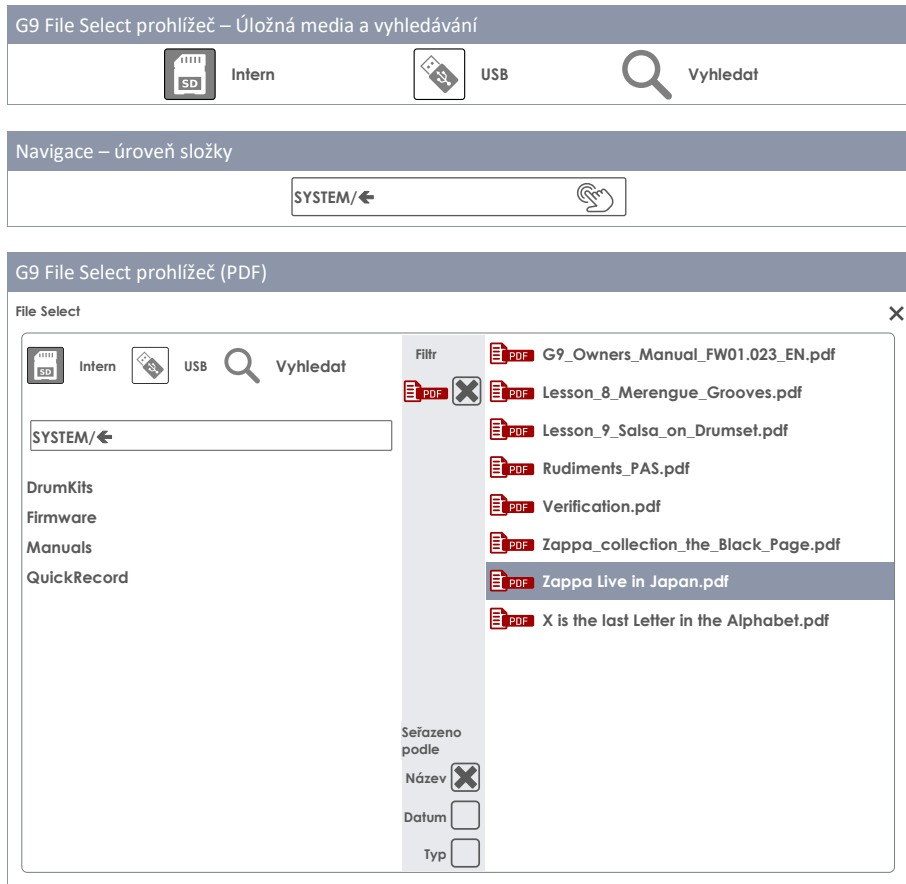 G9 File Select prohlížeč – Úložná media a vyhledávání
SD Intern USB Vyhledat
Navigace – úroveň složky
SYSTEM/🡸
G9 File Select prohlížeč (PDF)
File Select
SD Intern USB Vyhledat
SYSTEM/🡸
DrumKits
Firmware
Manuals
QuickRecord
Filtr
PDF
Seřazeno
podle
Název
Datum
Typ
PDF G9_Owners_Manual_FW01.023_EN.pdf
PDF Lesson_8_Merengue_Grooves.pdf
PDF Lesson_9_Salsa_on_Drumset.pdf
PDF Rudiments_PAS.pdf
PDF Verification.pdf
PDF Zappa_collection_the_Black_Page.pdf
PDF Zappa Live in Japan.pdf
PDF X is the last Letter in the Alphabet.pdf